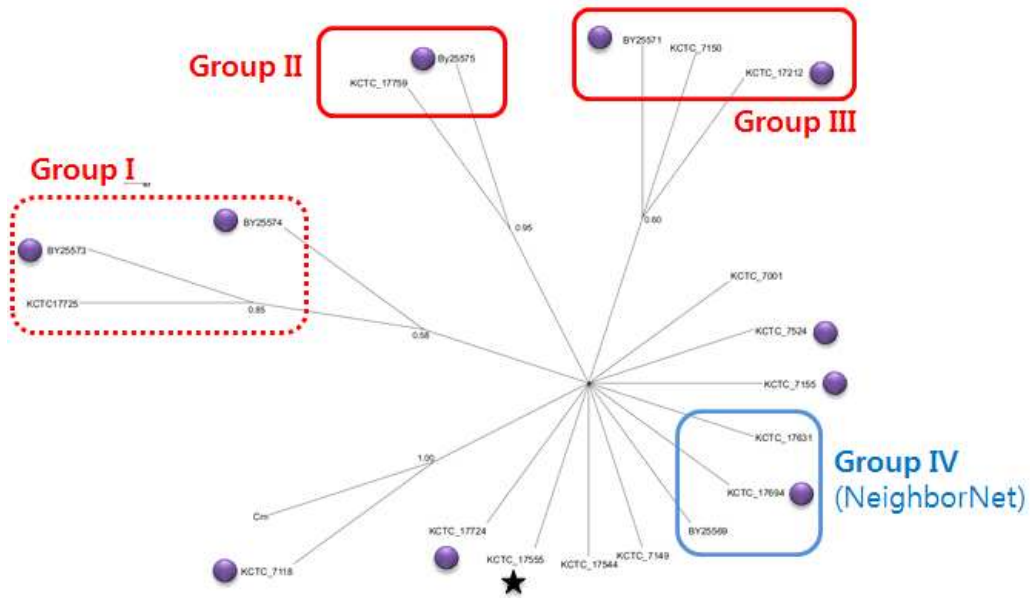 BY25571
KCTC_7150
Group II
By25575
KCTC_17759
KCTC_17212
Group III
Group I
BY25574
0.95
0.60
BY25573
KCTC_7001
KCTC17725
0.85
0.58
KCTC_7524
KCTC_7155
KCTC_17631
1.00
Group IV
(NeighborNet)
KCTC_17694
Cm
KCTC_17724
BY25569
KCTC_17555
KCTC_7149
KCTC_17544
KCTC_7118